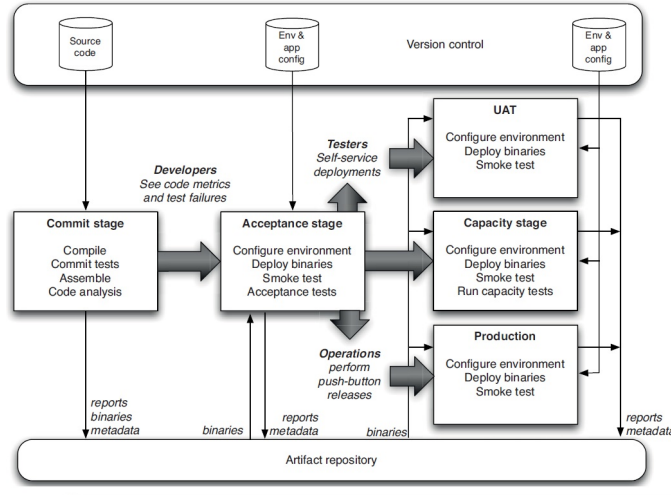 Source
code
Env &
app
config
Version control
Env &
app
config
Developers
See code metrics
and test failures
Testers
Self-service
deployments
UAT
Configure environment
Deploy binaries
Smoke test
Commit stage
Compile
Commit tests
Assemble
Code analysis
Acceptance stage
Configure environment
Deploy binaries
Smoke test
Acceptance tests
Capacity stage
Configure environment
Deploy binaries
Smoke test
Run capacity tests
Operations
perform
push-button
releases
Production
Configure environment
Deploy binaries
Smoke test
reports
binaries
metadata
binaries
reports
metadata
binaries
reports
metadata
Artifact repository